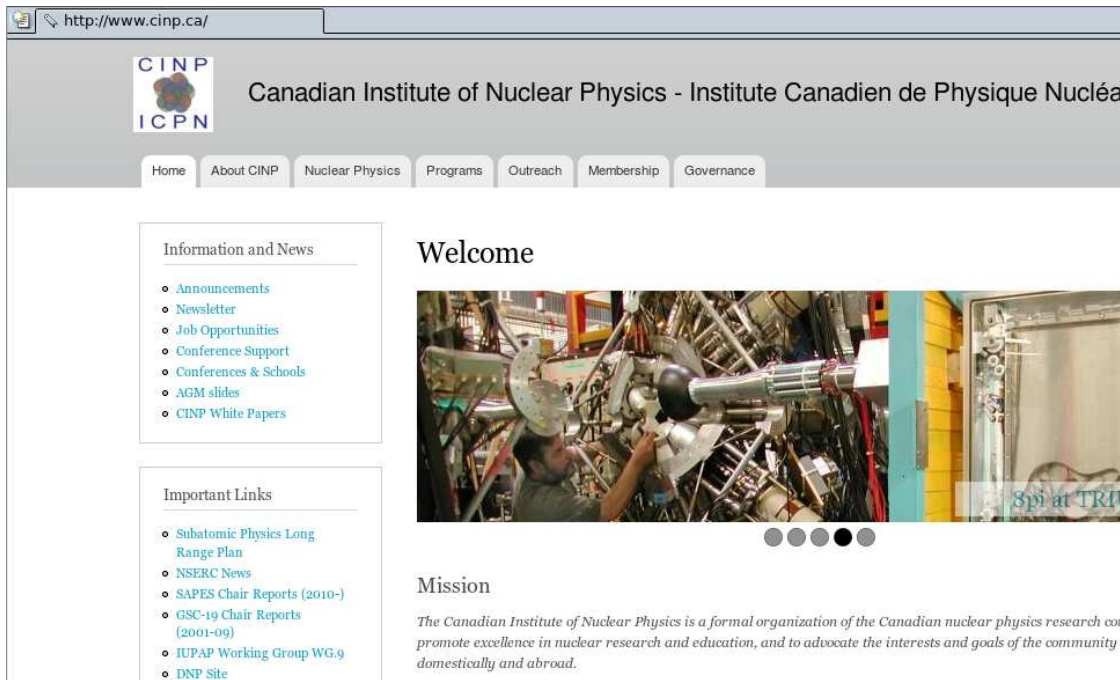 http://www.cinp.ca/
CINP
ICPN
Canadian Institute of Nuclear Physics - Institute Canadien de Physique Nucléa
Home About CINP Nuclear Physics Programs Outreach Membership Governance
Information and News
Announcements
Newsletter
Job Opportunities
Conference Support
Conferences & Schools
AGM slides
CINP White Papers
Important Links
Subatomic Physics Long
Range Plan
NSERC News
SAPES Chair Reports (2010-)
GSC-19 Chair Reports
(2001-09)
IUPAP Working Group WG.9
DNP Site
Welcome
8pi at TRI
Mission
The Canadian Institute of Nuclear Physics is a formal organization of the Canadian nuclear physics research co
promote excellence in nuclear research and education, and to advocate the interests and goals of the community
domestically and abroad.